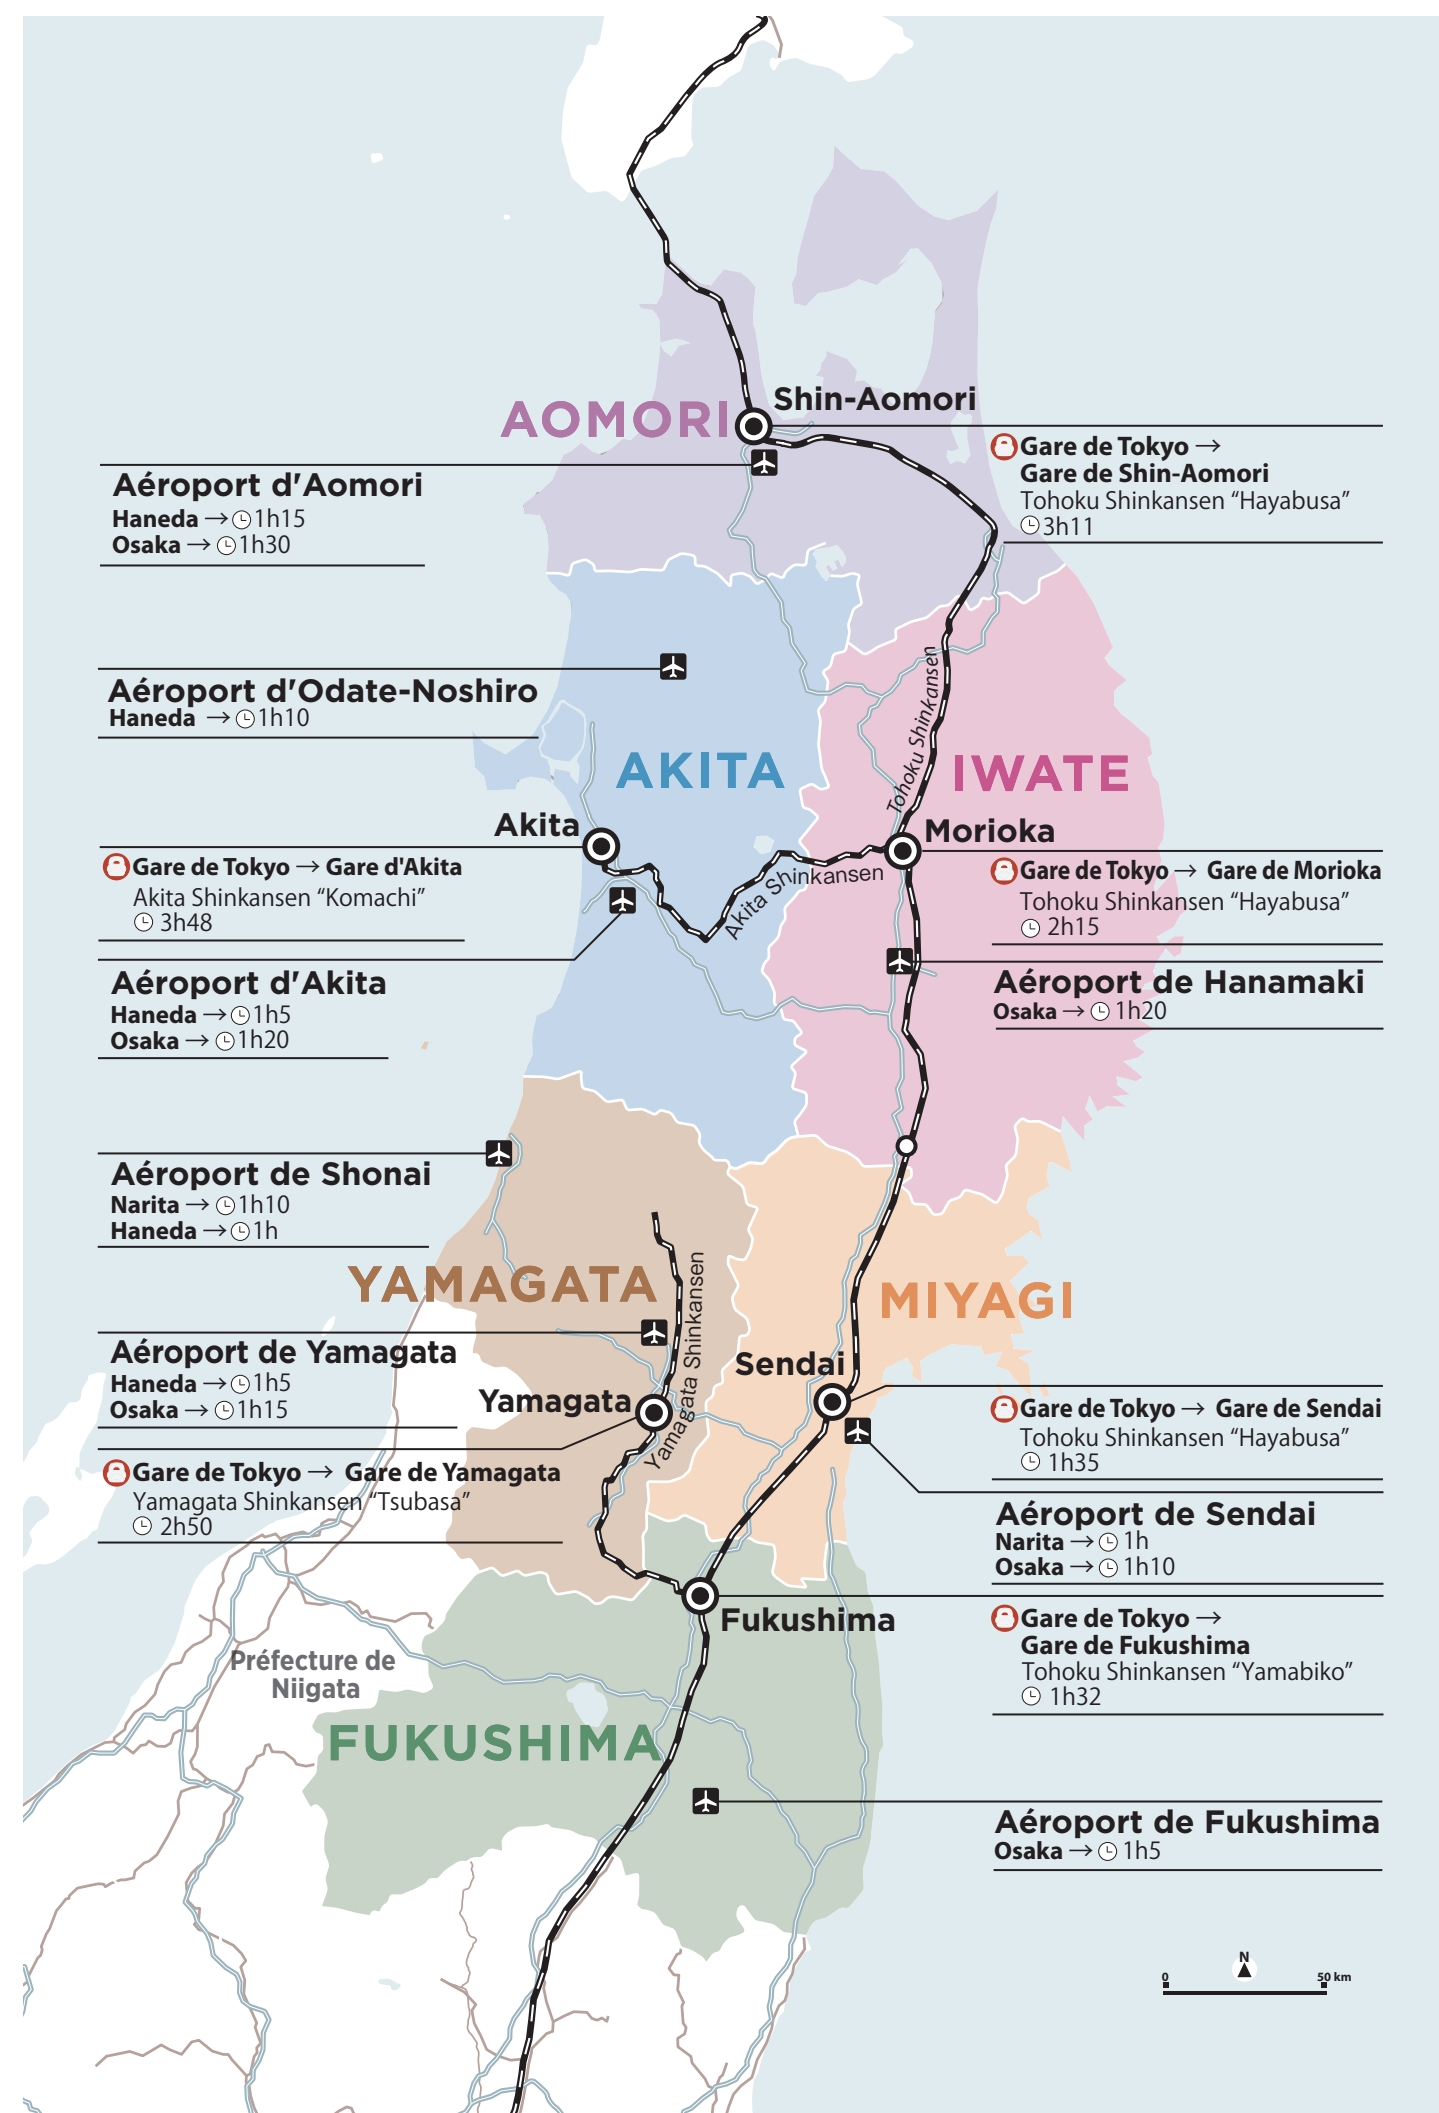 Shin-Aomori
AOMORI
Gare de Tokyo →
Gare de Shin-Aomori
Tohoku Shinkansen “Hayabusa”
3h11
Aéroport d'Aomori
Haneda → 1h15
Osaka → 1h30
Aéroport d'Odate-Noshiro
Haneda → 1h10
Tohoku Shinkansen
AKITA
IWATE
Akita
Morioka
Gare de Tokyo → Gare d'Akita
Akita Shinkansen “Komachi”
3h48
Akita Shinkansen
Gare de Tokyo → Gare de Morioka
Tohoku Shinkansen “Hayabusa”
2h15
Aéroport d'Akita
Haneda → 1h5
Osaka → 1h20
Aéroport de Hanamaki
Osaka → 1h20
Aéroport de Shonai
Narita → 1h10
Haneda → 1h
YAMAGATA
Yamagata Shinkansen
MIYAGI
Aéroport de Yamagata
Haneda → 1h5
Osaka → 1h15
Yamagata
Sendai
Gare de Tokyo → Gare de Yamagata
Yamagata Shinkansen “Tsubasa”
2h50
Gare de Tokyo → Gare de Sendai
Tohoku Shinkansen “Hayabusa”
1h35
Aéroport de Sendai
Narita → 1h
Osaka → 1h10
Fukushima
Gare de Tokyo →
Gare de Fukushima
Tohoku Shinkansen “Yamabiko”
1h32
Préfecture de
Niigata
FUKUSHIMA
Aéroport de Fukushima
Osaka → 1h5
N
0 50 km